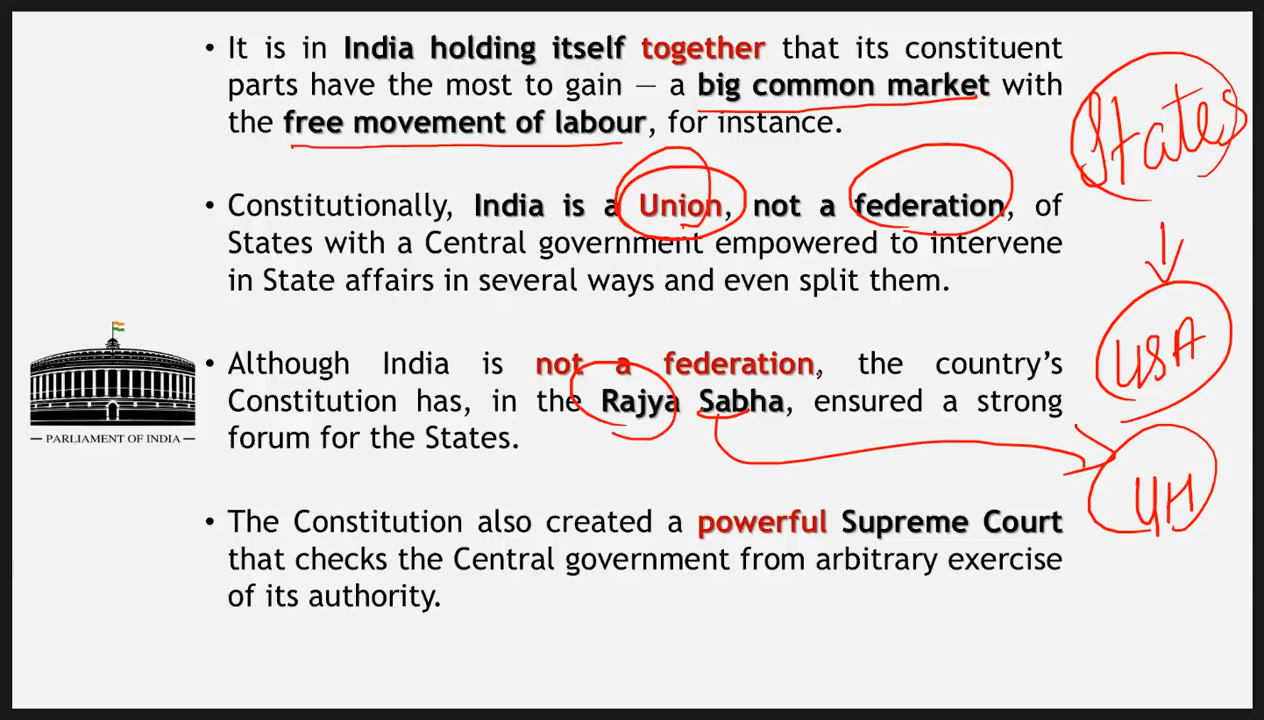 • It is in India holding itself together that its constituent
parts have the most to gain — a big common market with
the free movement of labour, for instance.
States
• Constitutionally, India is a Union, not a federation, of
States with a Central government empowered to intervene
in State affairs in several ways and even split them.
USA
• Although India is not a federation, the country's
Constitution has, in the Rajya Sabha, ensured a strong
forum for the States.
— PARLIAMENT OF INDIA —
UH
• The Constitution also created a powerful Supreme Court
that checks the Central government from arbitrary exercise
of its authority.